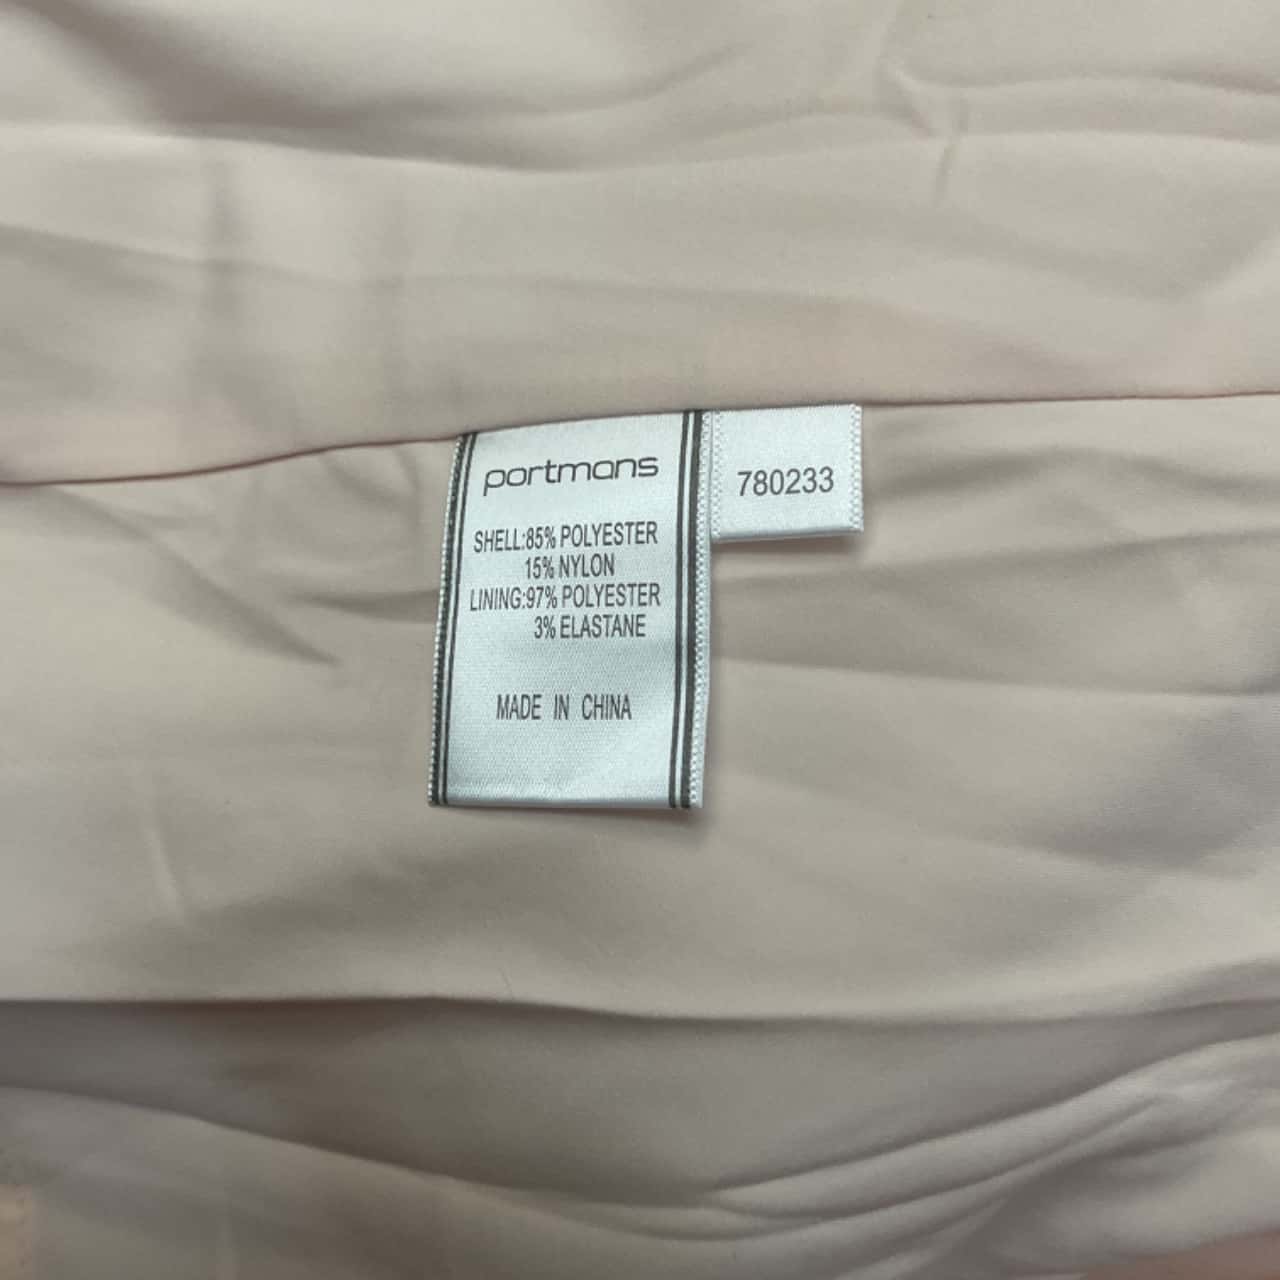 portmans
SHELL:85% POLYESTER
15% NYLON
LINING:97% POLYESTER
3% ELASTANE
MADE IN CHINA
780233